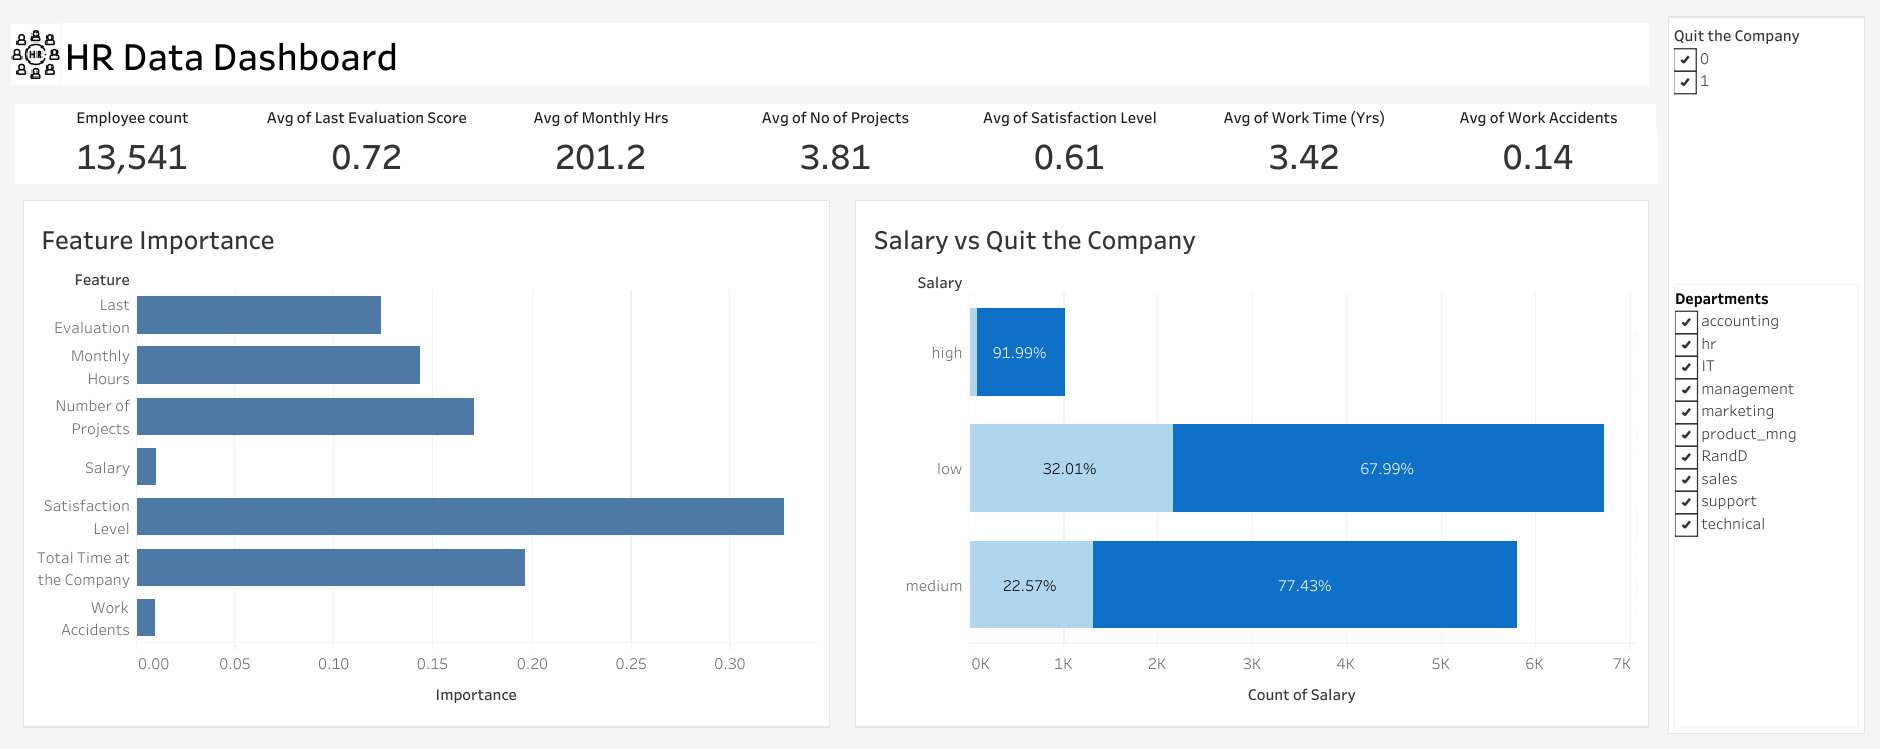 HR
HR Data Dashboard
Quit the Company
0
1
Employee count
Avg of Last Evaluation Score
Avg of Monthly Hrs
Avg of No of Projects
Avg of Satisfaction Level
Avg of Work Time (Yrs)
Avg of Work Accidents
13,541
0.72
201.2
3.81
0.61
3.42
0.14
Feature Importance
Feature
Last
Evaluation
Monthly
Hours
Number of
Projects
Salary
Satisfaction
Level
Total Time at
the Company
Work
Accidents
0.00
0.05
0.10
0.15
0.20
0.25
0.30
Importance
Salary vs Quit the Company
Salary
high
91.99%
low
32.01%
67.99%
medium
22.57%
77.43%
0K
1K
2K
3K
4K
5K
6K
7K
Count of Salary
Departments
accounting
hr
IT
management
marketing
product_mng
RandD
sales
support
technical